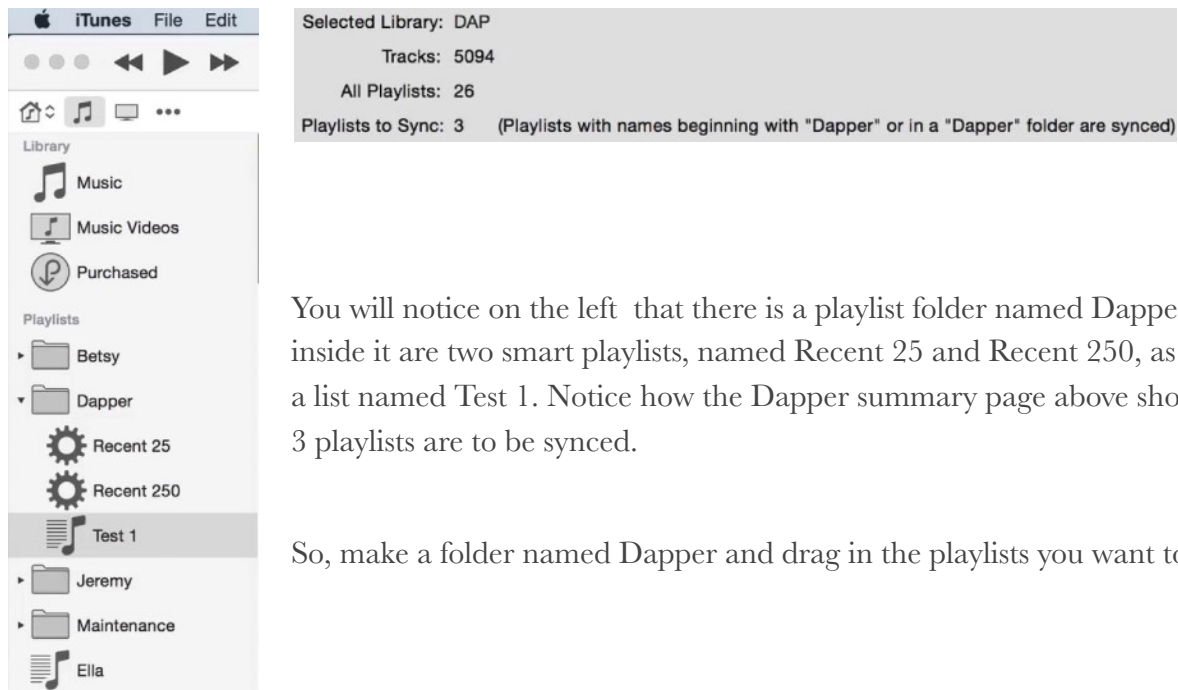 iTunes File Edit
Library
Music
Music Videos
Purchased
Playlists
Betsy
Dapper
Recent 25
Recent 250
Test 1
Jeremy
Maintenance
Ella
Selected Library: DAP
Tracks: 5094
All Playlists: 26
Playlists to Sync: 3 (Playlists with names beginning with "Dapper" or in a "Dapper" folder are synced)
You will notice on the left that there is a playlist folder named
inside it are two smart playlists, named Recent 25 and Recent 250, as
a list named Test 1. Notice how the Dapper summary page above
3 playlists are to be synced.
So, make a folder named Dapper and drag in the playlists you want